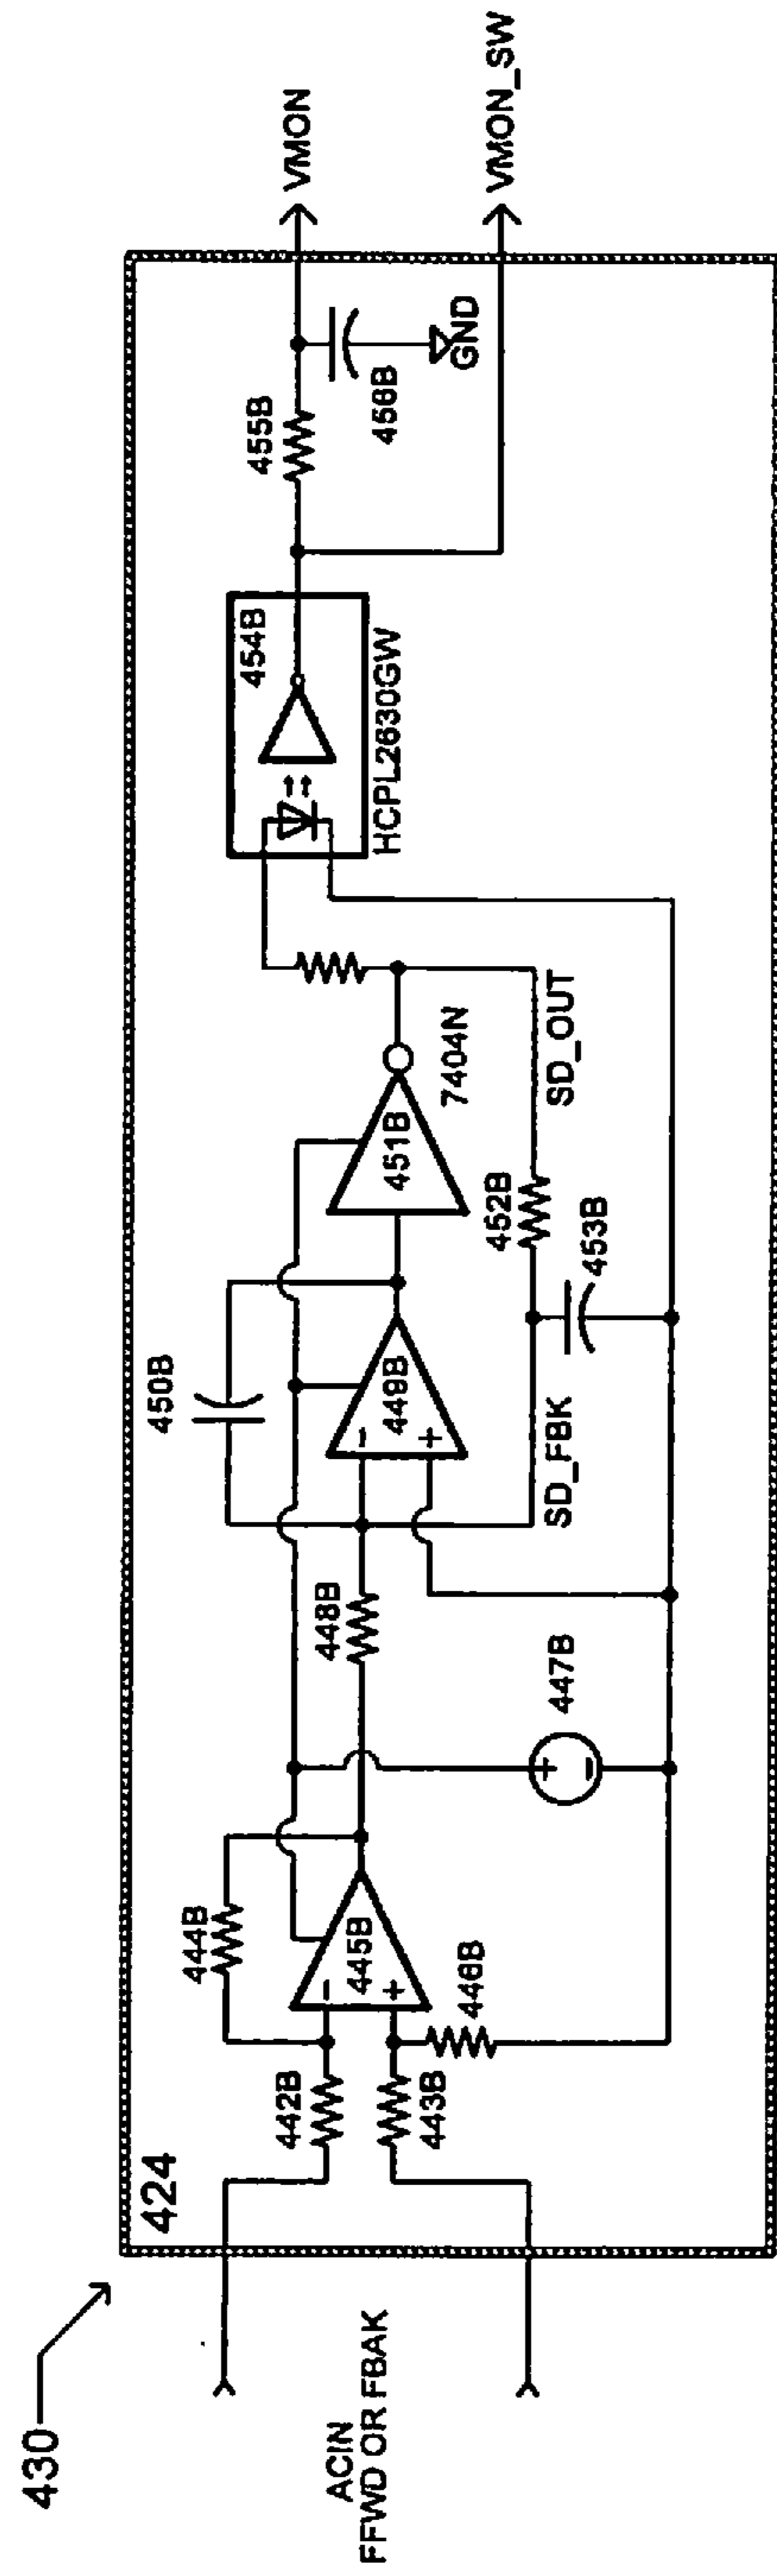 430
424
ACIN
FFWD OR FBAK
442B
443B
444B
-
+
445B
446B
447B
+
-
448B
450B
-
+
449B
SD_FBK
451B
7404N
452B
453B
SD_OUT
454B
HCPL2630GW
455B
456B
GND
VMON
VMON_SW